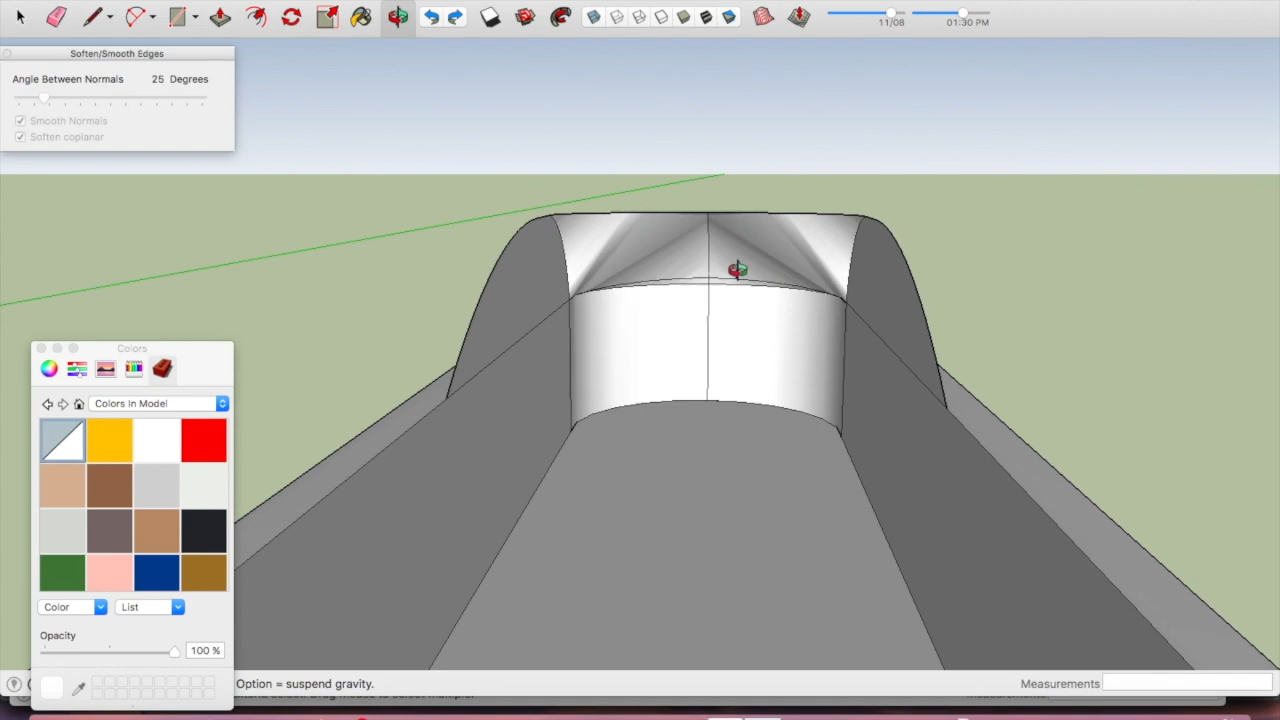 11/08
01:30 PM
Soften/Smooth Edges
Angle Between Normals 25 Degrees
Smooth Normals
Soften coplanar
Colors
Colors In Model
Color
List
Opacity
100 %
Option = suspend gravity.
Measurements